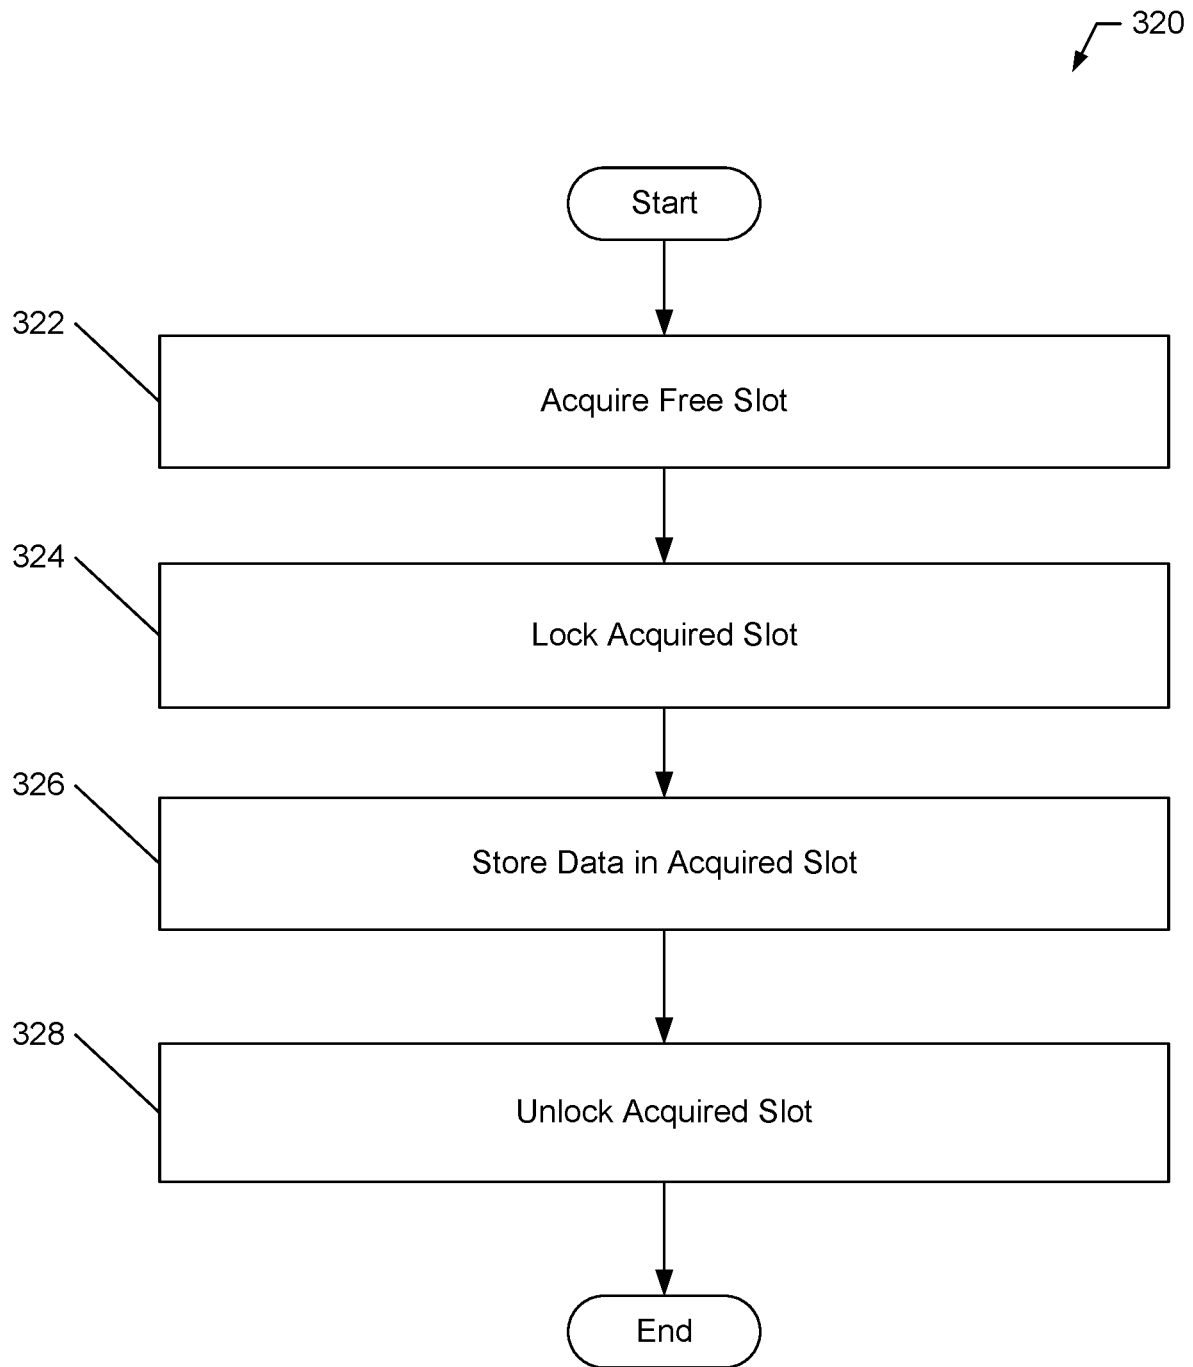 320
Start
322
Acquire Free Slot
324
Lock Acquired Slot
326
Store Data in Acquired Slot
328
Unlock Acquired Slot
End